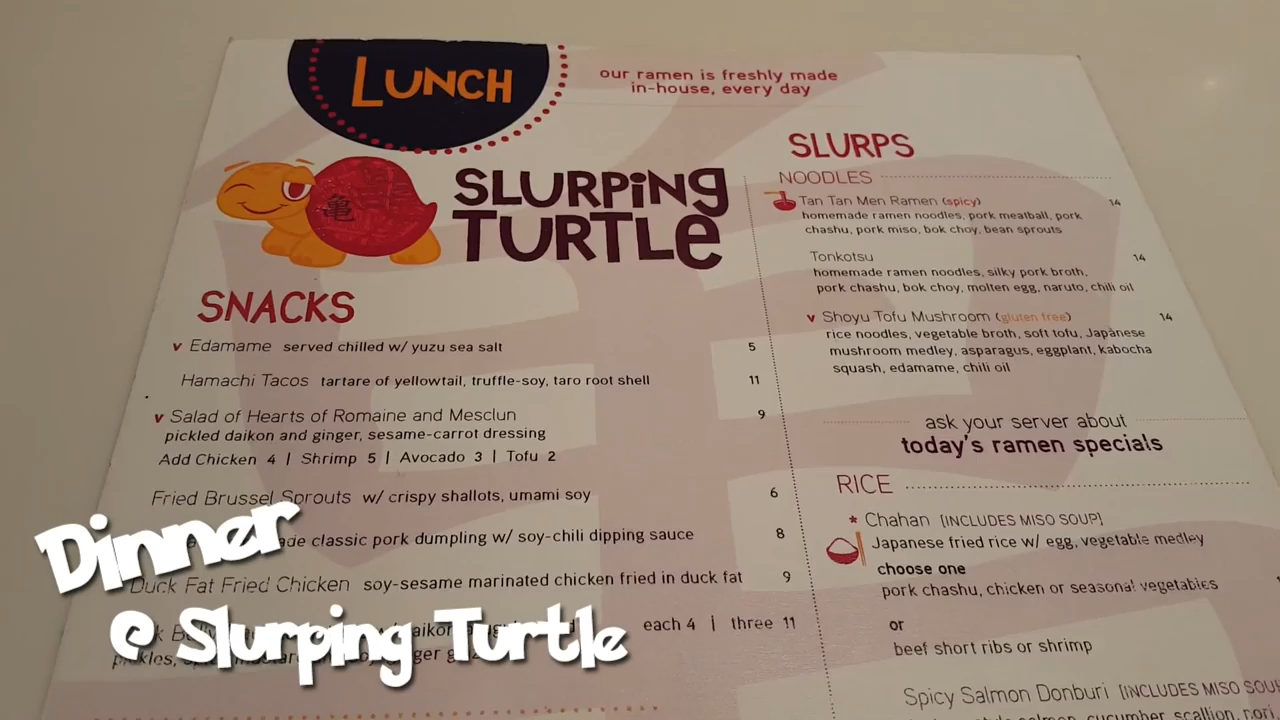 LUNCH
our ramen is freshly made
in-house, every day
亀
SLURPiNg
TURTLe
SNACKS
v Edamame served chilled w/ yuzu sea salt 5
Hamachi Tacos tartare of yellowtail, truffle-soy, taro root shell 11
v Salad of Hearts of Romaine and Mesclun 9
pickled daikon and ginger, sesame-carrot dressing
Add Chicken 4 | Shrimp 5 | Avocado 3 | Tofu 2
Fried Brussel Sprouts w/ crispy shallots, umami soy 6
classic pork dumpling w/ soy-chili dipping sauce 8
Duck Fat Fried Chicken soy-sesame marinated chicken fried in duck fat 9
each 4 | three 11
pickles,
SLURPS
NOODLES
Tan Tan Men Ramen (spicy) 14
homemade ramen noodles, pork meatball, pork
chashu, pork miso, bok choy, bean sprouts
Tonkotsu 14
homemade ramen noodles, silky pork broth,
pork chashu, bok choy, molten egg, naruto, chili oil
v Shoyu Tofu Mushroom (gluten free) 14
rice noodles, vegetable broth, soft tofu, Japanese
mushroom medley, asparagus, eggplant, kabocha
squash, edamame, chili oil
ask your server about
today's ramen specials
RICE
* Chahan [INCLUDES MISO SOUP]
Japanese fried rice w/ egg, vegetable medley
choose one
pork chashu, chicken or seasonal vegetables
or
beef short ribs or shrimp
Spicy Salmon Donburi [INCLUDES MISO
salmon, cucumber, scallion, nori
Dinner
@ Slurping Turtle